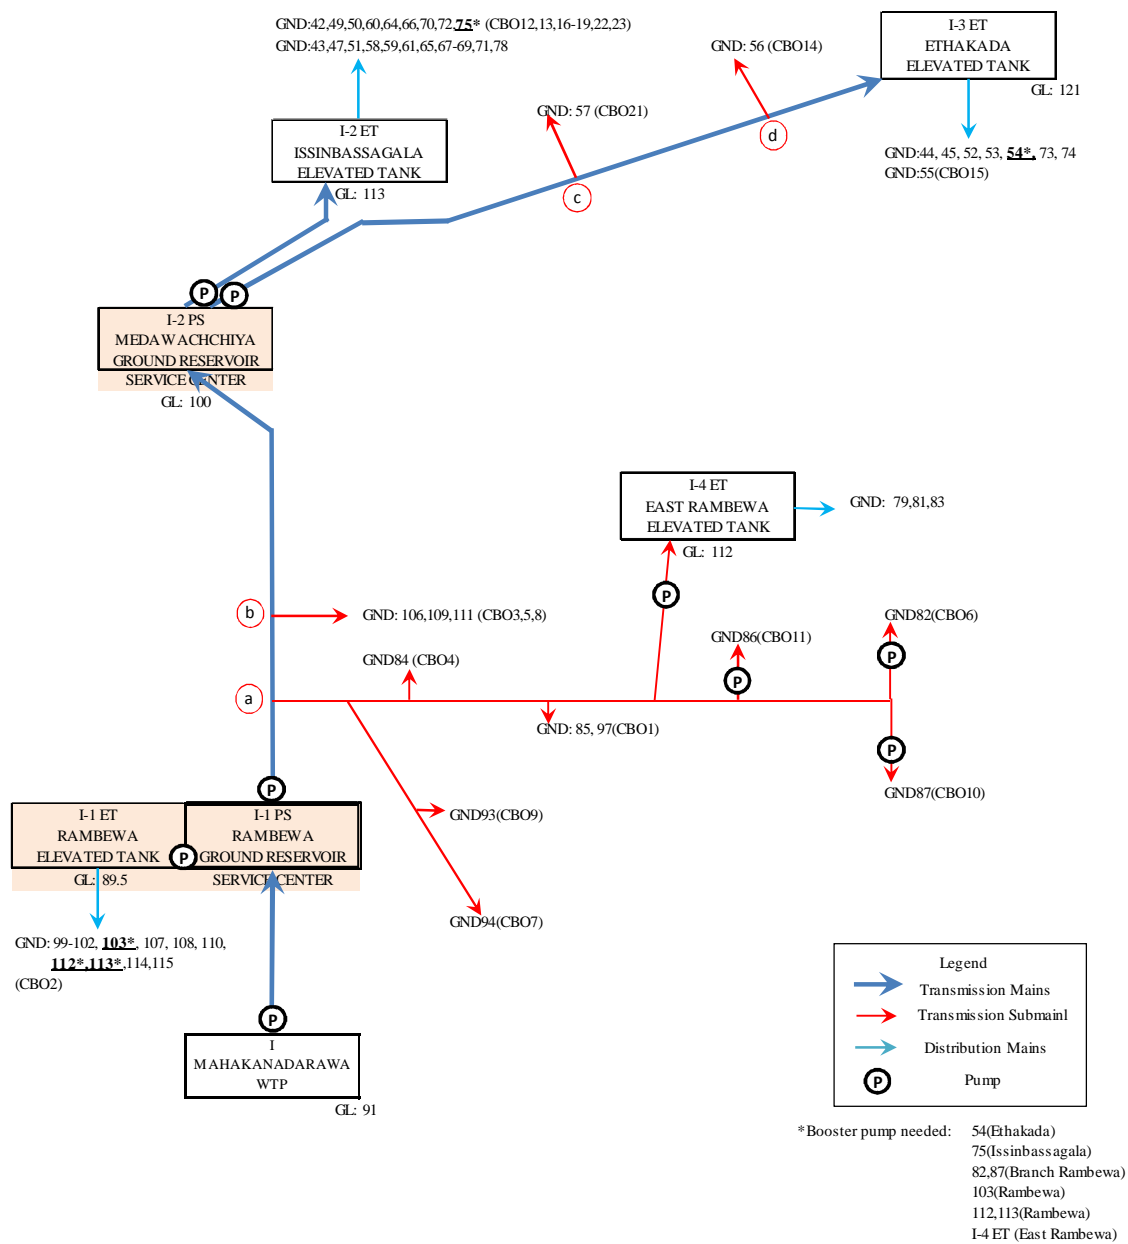 GND:42,49,50,60,64,66,70,72,75* (CBO12,13,16-19,22,23)
GND:43,47,51,58,59,61,65,67-69,71,78
GND: 56 (CBO14)
I-3 ET
ETHAKADA
ELEVATED TANK
GL: 121
GND: 57 (CBO21)
d
I-2 ET
ISSINBASSAGALA
ELEVATED TANK
GL: 113
GND:44, 45, 52, 53, 54*, 73, 74
GND:55(CBO15)
c
P
P
I-2 PS
MEDAWACHCHIYA
GROUND RESERVOIR
SERVICE CENTER
GL: 100
I-4 ET
EAST RAMBEWA
ELEVATED TANK
GL: 112
GND: 79,81,83
P
b
GND: 106,109,111 (CBO3,5,8)
GND82(CBO6)
GND86(CBO11)
P
GND84 (CBO4)
P
a
GND: 85, 97(CBO1)
P
GND87(CBO10)
P
I-1 ET
RAMBEWA
ELEVATED TANK
GL: 89.5
P
I-1 PS
RAMBEWA
GROUND RESERVOIR
SERVICE CENTER
GND93(CBO9)
GND94(CBO7)
GND: 99-102, 103*, 107, 108, 110,
112*,113*,114,115
(CBO2)
P
I
MAHAKANADARAWA
WTP
GL: 91
Legend
Transmission Mains
Transmission Submainl
Distribution Mains
P
Pump
*Booster pump needed: 54(Ethakada)
75(Issinbassagala)
82,87(Branch Rambewa)
103(Rambewa)
112,113(Rambewa)
I-4 ET (East Rambewa)